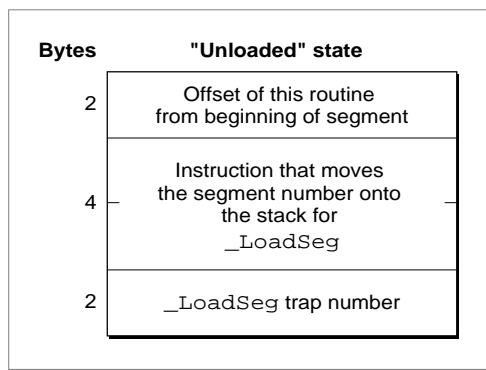 Bytes "Unloaded" state
2 Offset of this routine
from beginning of segment
4 Instruction that moves
the segment number onto
the stack for
_LoadSeg
2 _LoadSeg trap number